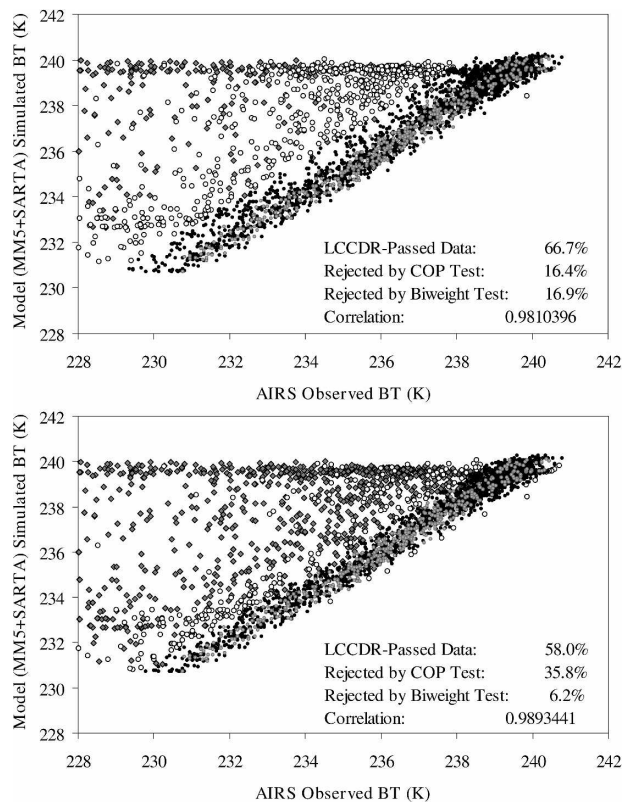 242
240
238
236
234
232
230
228
Model (MM5+SARTA) Simulated BT (K)
LCCDR-Passed Data: 66.7%
Rejected by COP Test: 16.4%
Rejected by Biweight Test: 16.9%
Correlation: 0.9810396
228 230 232 234 236 238 240 242
AIRS Observed BT (K)
242
240
238
236
234
232
230
228
Model (MM5+SARTA) Simulated BT (K)
LCCDR-Passed Data: 58.0%
Rejected by COP Test: 35.8%
Rejected by Biweight Test: 6.2%
Correlation: 0.9893441
228 230 232 234 236 238 240 242
AIRS Observed BT (K)